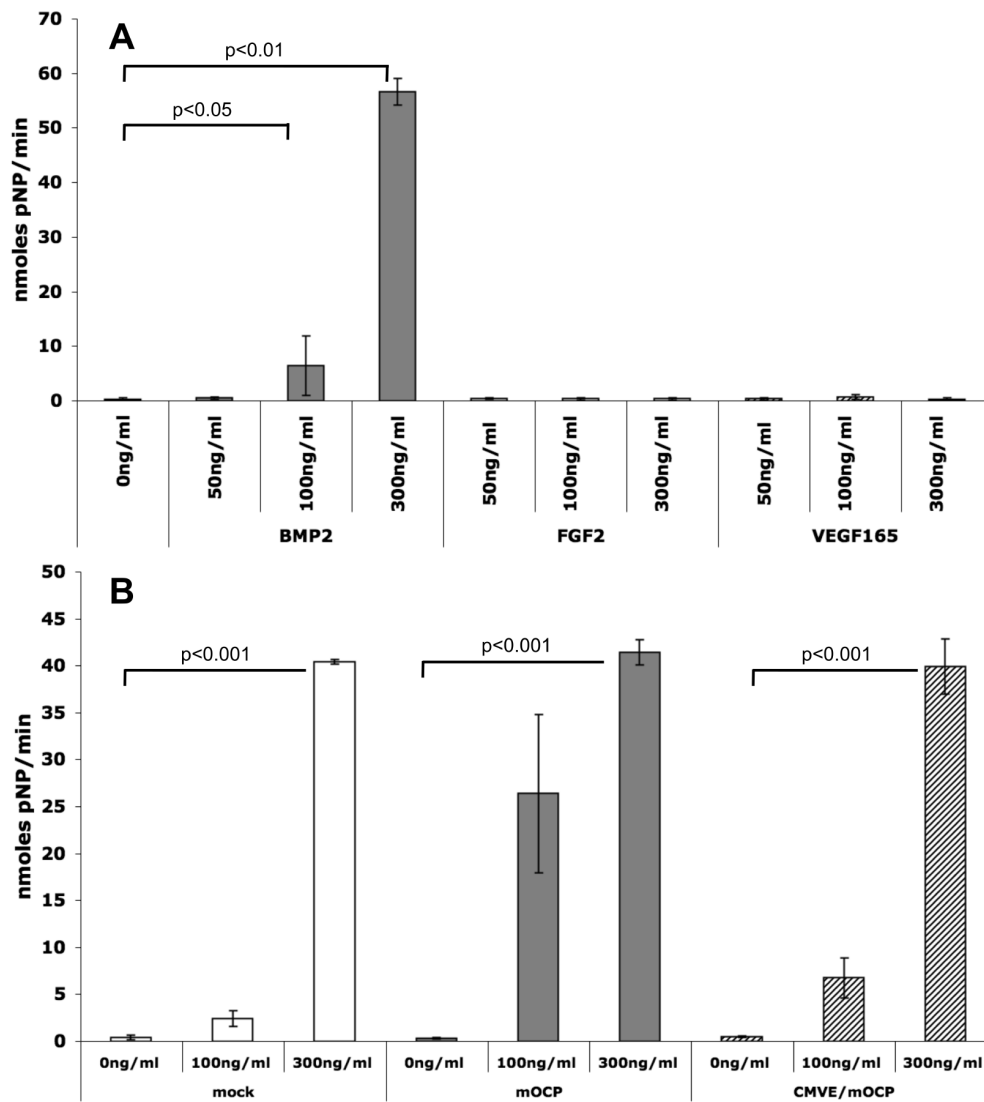 A
nmoles pNP/min
70
60
50
40
30
20
10
0
p<0.01
p<0.05
0ng/ml 50ng/ml 100ng/ml 300ng/ml 50ng/ml 100ng/ml 300ng/ml 50ng/ml 100ng/ml 300ng/ml
BMP2 FGF2 VEGF165
B
nmoles pNP/min
50
45
40
35
30
25
20
15
10
5
0
p<0.001 p<0.001 p<0.001
0ng/ml 100ng/ml 300ng/ml 0ng/ml 100ng/ml 300ng/ml 0ng/ml 100ng/ml 300ng/ml
mock mOCP CMVE/mOCP